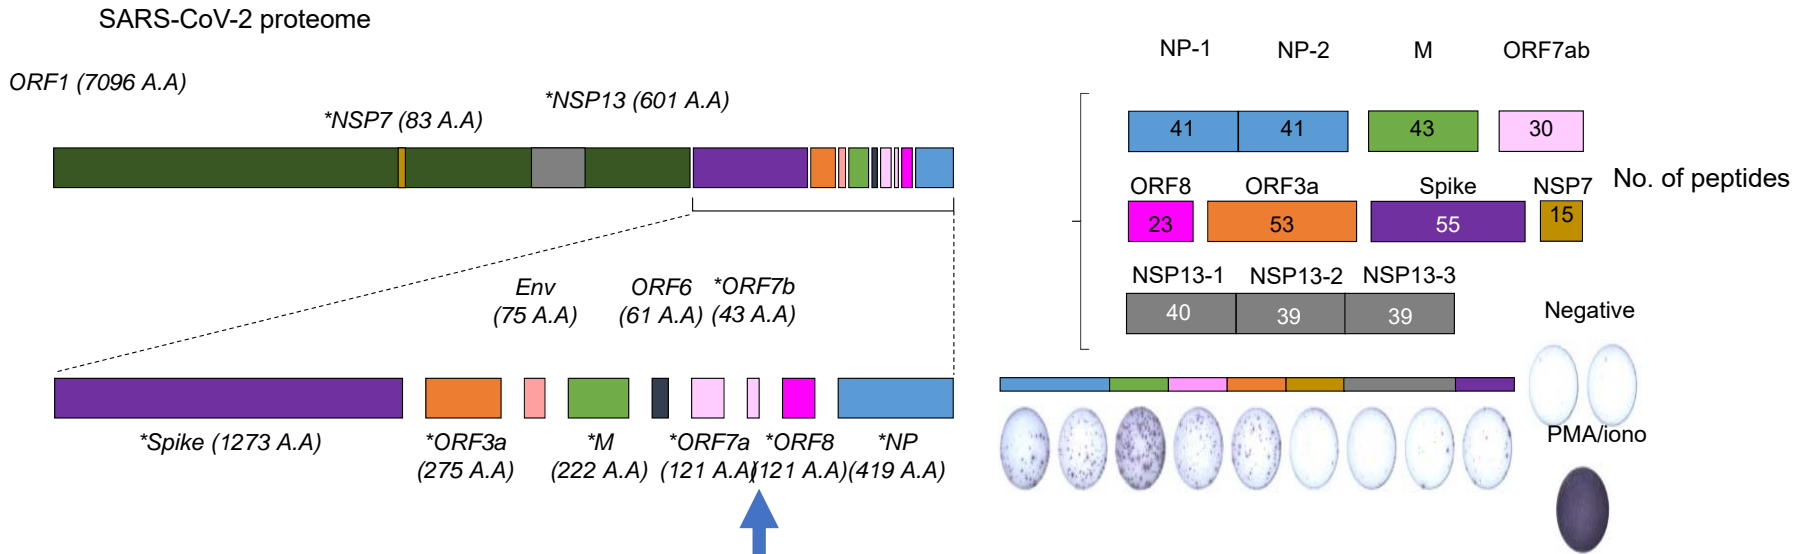 SARS-CoV-2 proteome
ORF1 (7096 A.A)
*NSP7 (83 A.A)
*NSP13 (601 A.A)
Env
(75 A.A)
ORF6
(61 A.A)
*ORF7b
(43 A.A)
*Spike (1273 A.A)
*ORF3a
(275 A.A)
*M
(222 A.A)
*ORF7a
(121 A.A)
*ORF8
(121 A.A)
*NP
(419 A.A)
NP-1 NP-2 M ORF7ab
41 41 43 30
ORF8 ORF3a Spike NSP7
23 53 55 15
No. of peptides
NSP13-1 NSP13-2 NSP13-3
40 39 39
Negative
PMA/iono